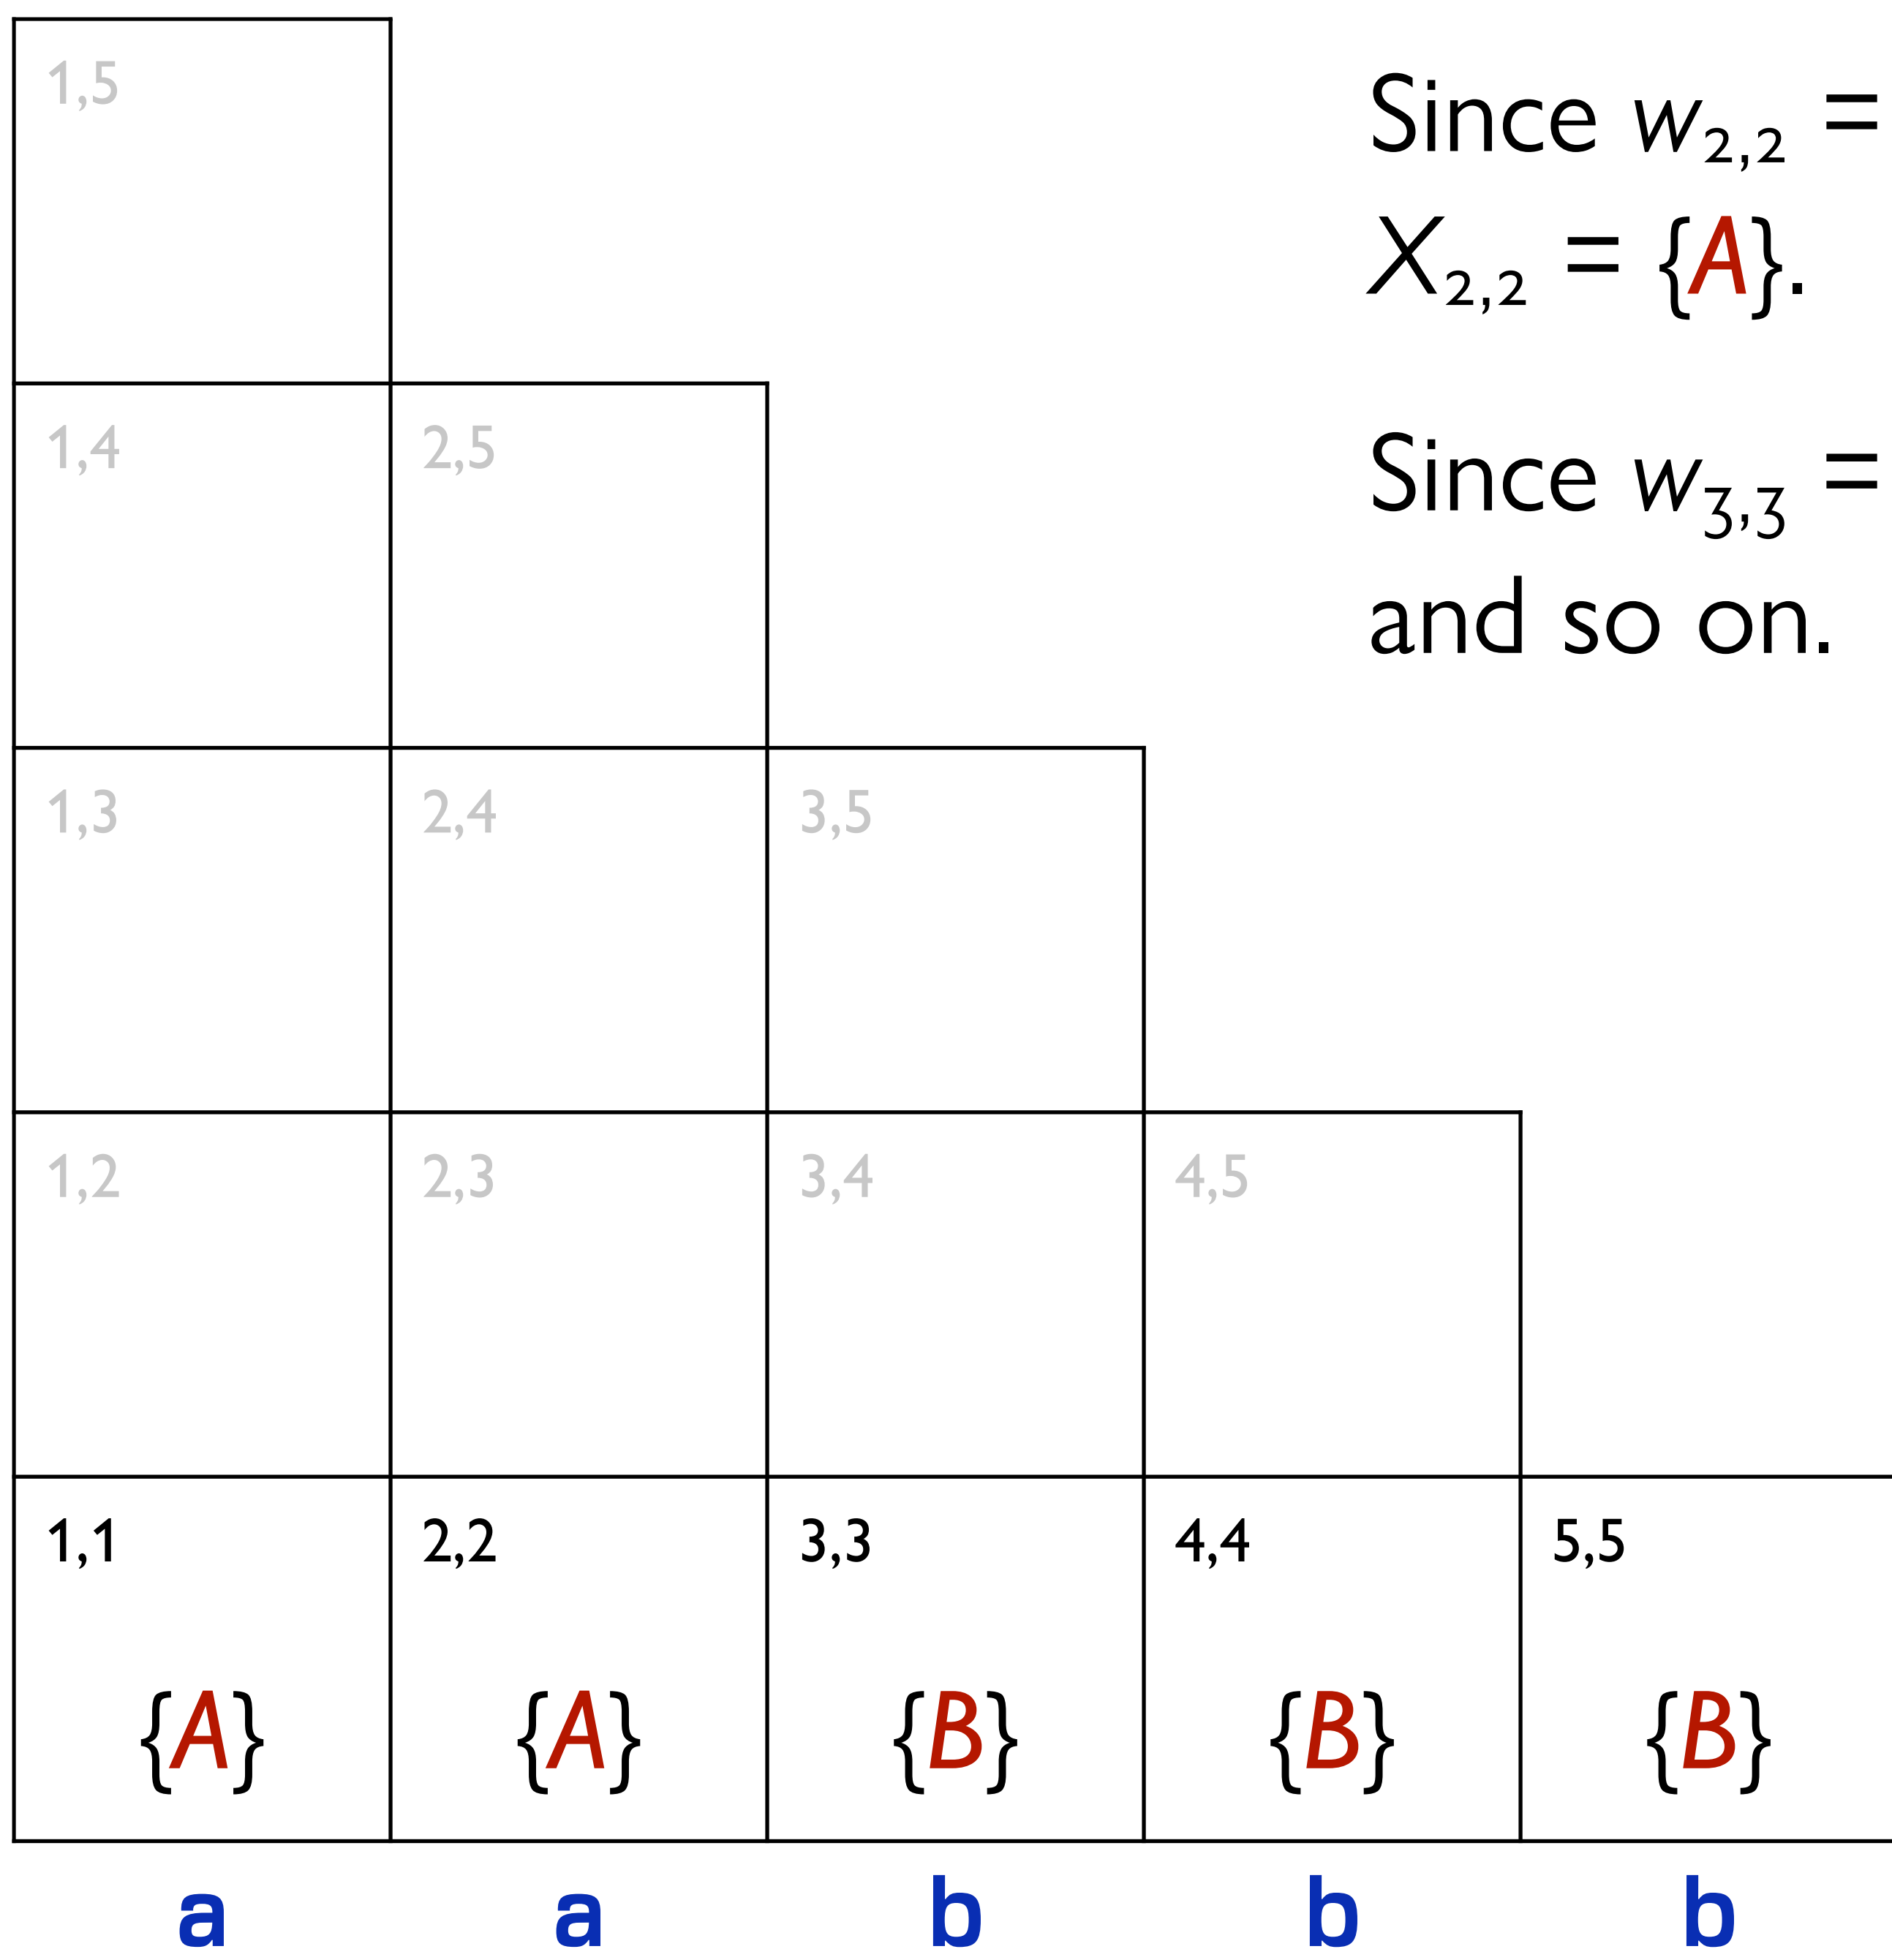 1,5
Since w2,2 =
X2,2 = {A}.
1,4 2,5
Since w3,3 =
and so on.
1,3 2,4 3,5
1,2 2,3 3,4 4,5
1,1 2,2 3,3 4,4 5,5
{A} {A} {B} {B} {B}
a a b b b